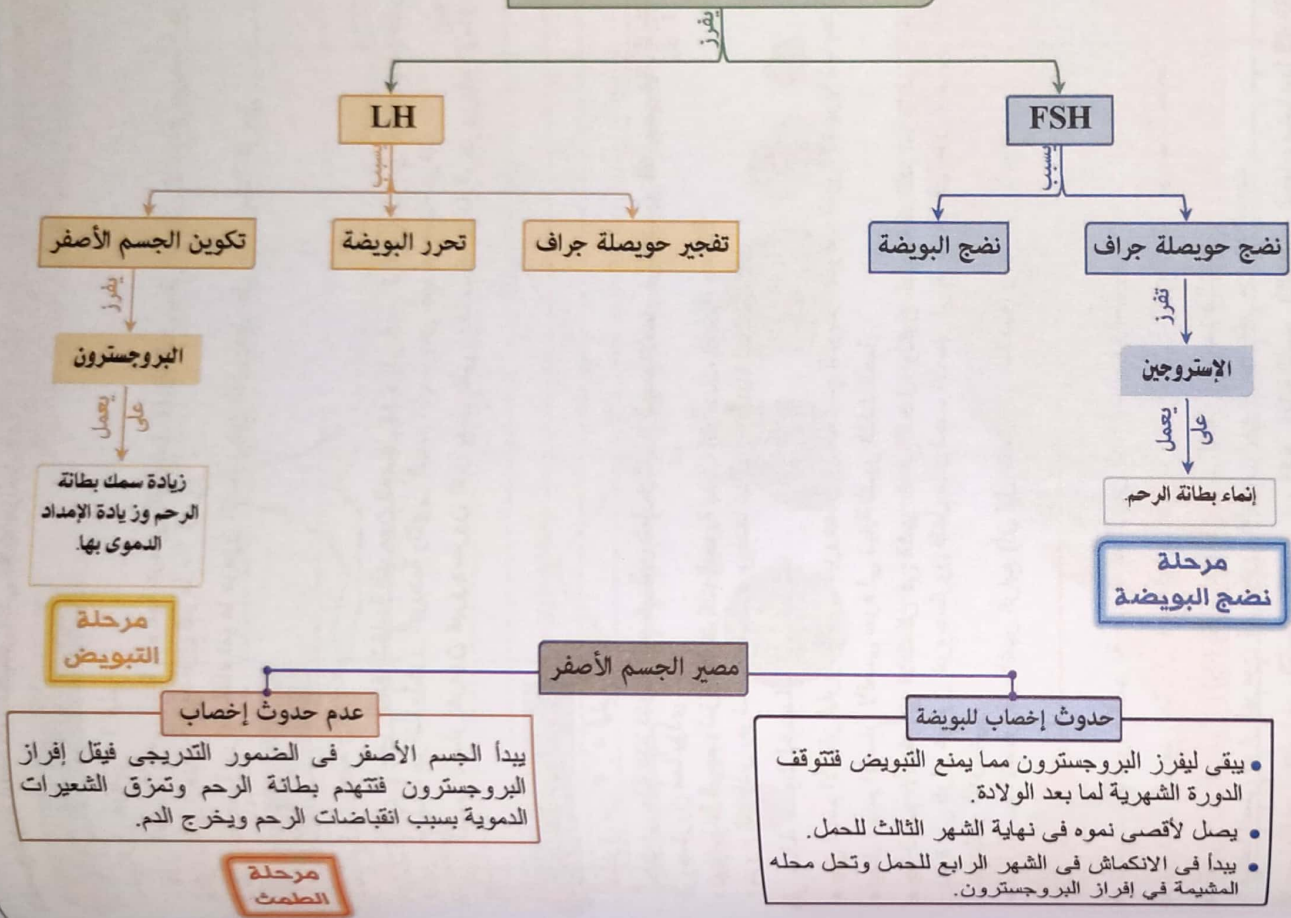 يفرز
FSH
LH
يسبب
يسبب
نضج حويصلة جراف
نضج البويضة
تفجير حويصلة جراف
تحرر البويضة
تكوين الجسم الأصفر
تفرز
يفرز
الإستروجين
البروجسترون
يعمل
على
يعمل
على
إنماء بطانة الرحم.
زيادة سمك بطانة
الرحم وزيادة الإمداد
الدموى بها.
مرحلة
نضج البويضة
مرحلة
التبويض
مصير الجسم الأصفر
حدوث إخصاب للبويضة
• يبقى ليفرز البروجسترون مما يمنع التبويض فتتوقف
الدورة الشهرية لما بعد الولادة.
• يصل لأقصى نموه فى نهاية الشهر الثالث للحمل.
• يبدأ فى الانكماش فى الشهر الرابع للحمل وتحل محله
المشيمة في إفراز البروجسترون.
عدم حدوث إخصاب
يبدأ الجسم الأصفر فى الضمور التدريجى فيقل إفراز
البروجسترون فتتهدم بطانة الرحم وتمزق الشعيرات
الدموية بسبب انقباضات الرحم ويخرج الدم.
مرحلة
الطمث